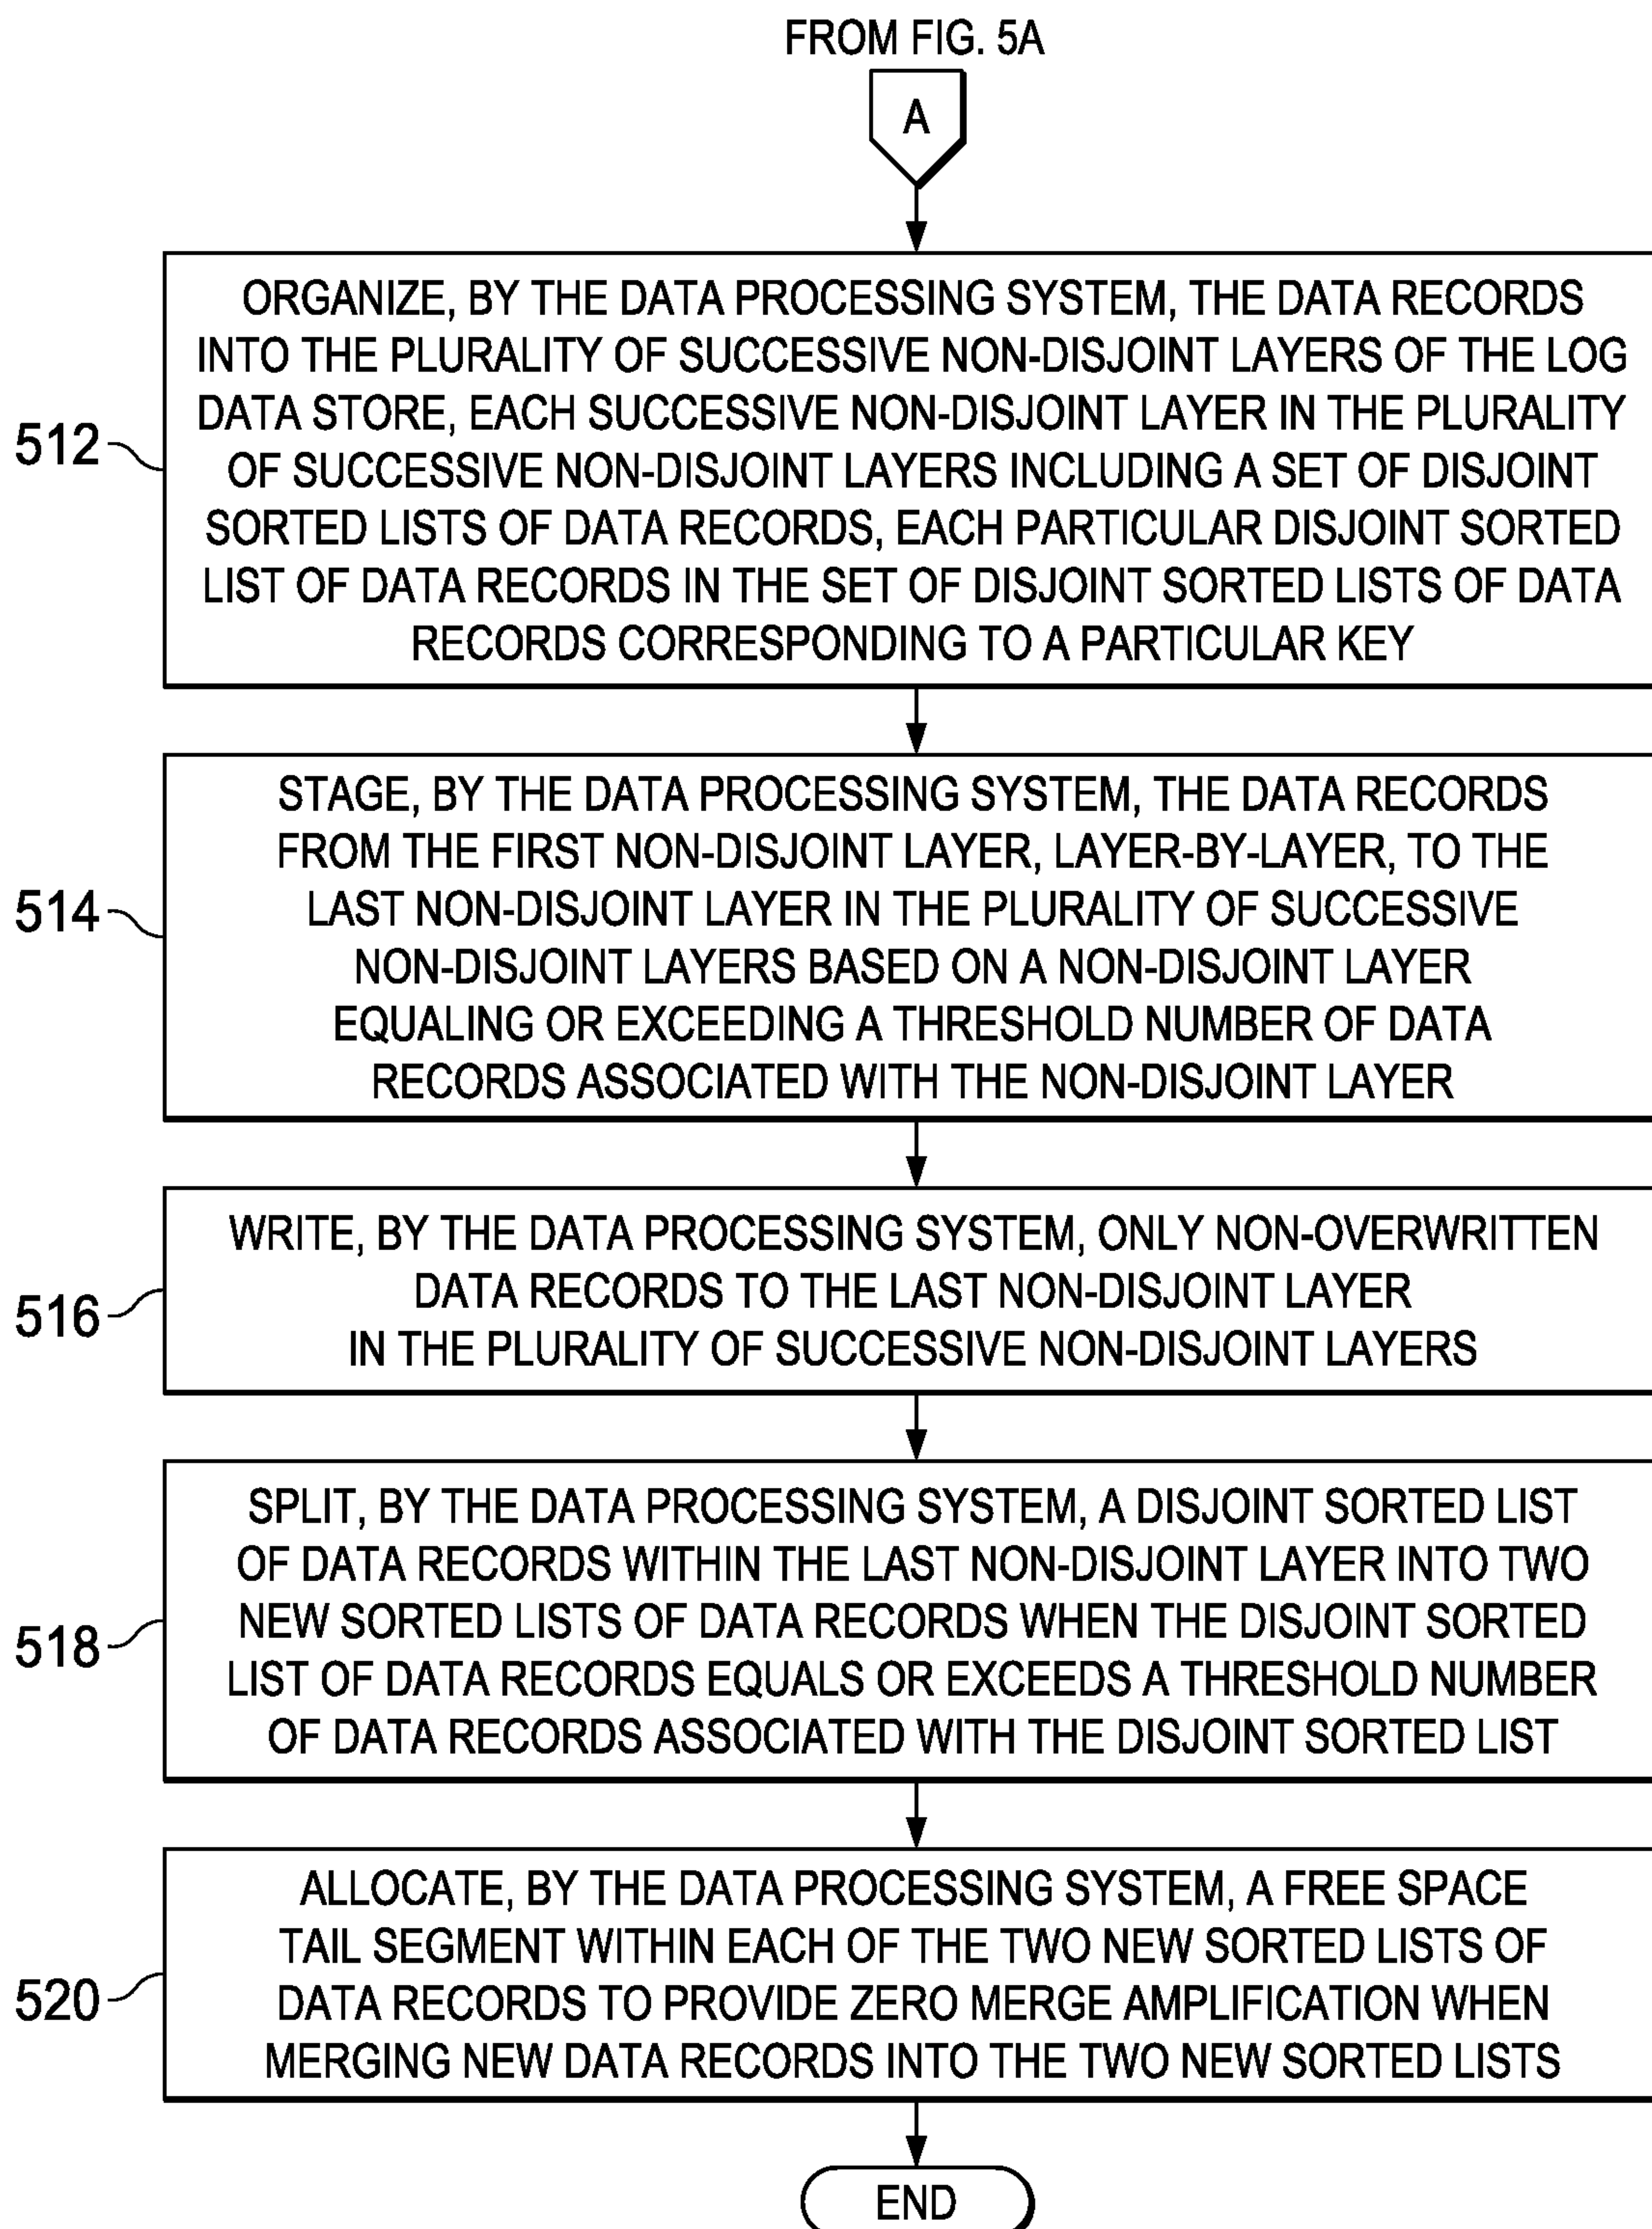 FROM FIG. 5A
A
ORGANIZE, BY THE DATA PROCESSING SYSTEM, THE DATA RECORDS
INTO THE PLURALITY OF SUCCESSIVE NON-DISJOINT LAYERS OF THE LOG
DATA STORE, EACH SUCCESSIVE NON-DISJOINT LAYER IN THE PLURALITY
OF SUCCESSIVE NON-DISJOINT LAYERS INCLUDING A SET OF DISJOINT
SORTED LISTS OF DATA RECORDS, EACH PARTICULAR DISJOINT SORTED
LIST OF DATA RECORDS IN THE SET OF DISJOINT SORTED LISTS OF DATA
RECORDS CORRESPONDING TO A PARTICULAR KEY
512
STAGE, BY THE DATA PROCESSING SYSTEM, THE DATA RECORDS
FROM THE FIRST NON-DISJOINT LAYER, LAYER-BY-LAYER, TO THE
LAST NON-DISJOINT LAYER IN THE PLURALITY OF SUCCESSIVE
NON-DISJOINT LAYERS BASED ON A NON-DISJOINT LAYER
EQUALING OR EXCEEDING A THRESHOLD NUMBER OF DATA
RECORDS ASSOCIATED WITH THE NON-DISJOINT LAYER
514
WRITE, BY THE DATA PROCESSING SYSTEM, ONLY NON-OVERWRITTEN
DATA RECORDS TO THE LAST NON-DISJOINT LAYER
IN THE PLURALITY OF SUCCESSIVE NON-DISJOINT LAYERS
516
SPLIT, BY THE DATA PROCESSING SYSTEM, A DISJOINT SORTED LIST
OF DATA RECORDS WITHIN THE LAST NON-DISJOINT LAYER INTO TWO
NEW SORTED LISTS OF DATA RECORDS WHEN THE DISJOINT SORTED
LIST OF DATA RECORDS EQUALS OR EXCEEDS A THRESHOLD NUMBER
OF DATA RECORDS ASSOCIATED WITH THE DISJOINT SORTED LIST
518
ALLOCATE, BY THE DATA PROCESSING SYSTEM, A FREE SPACE
TAIL SEGMENT WITHIN EACH OF THE TWO NEW SORTED LISTS OF
DATA RECORDS TO PROVIDE ZERO MERGE AMPLIFICATION WHEN
MERGING NEW DATA RECORDS INTO THE TWO NEW SORTED LISTS
520
END